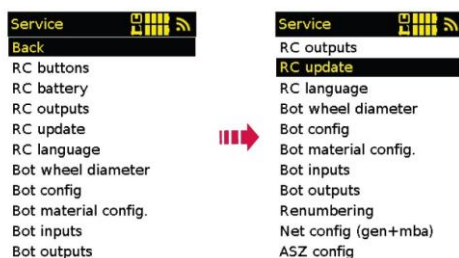 Service
Back
RC buttons
RC battery
RC outputs
RC update
RC language
Bot wheel diameter
Bot config
Bot material config.
Bot inputs
Bot outputs
Service
RC outputs
RC update
RC language
Bot wheel diameter
Bot config
Bot material config.
Bot inputs
Bot outputs
Renumbering
Net config (gen+mba)
ASZ config